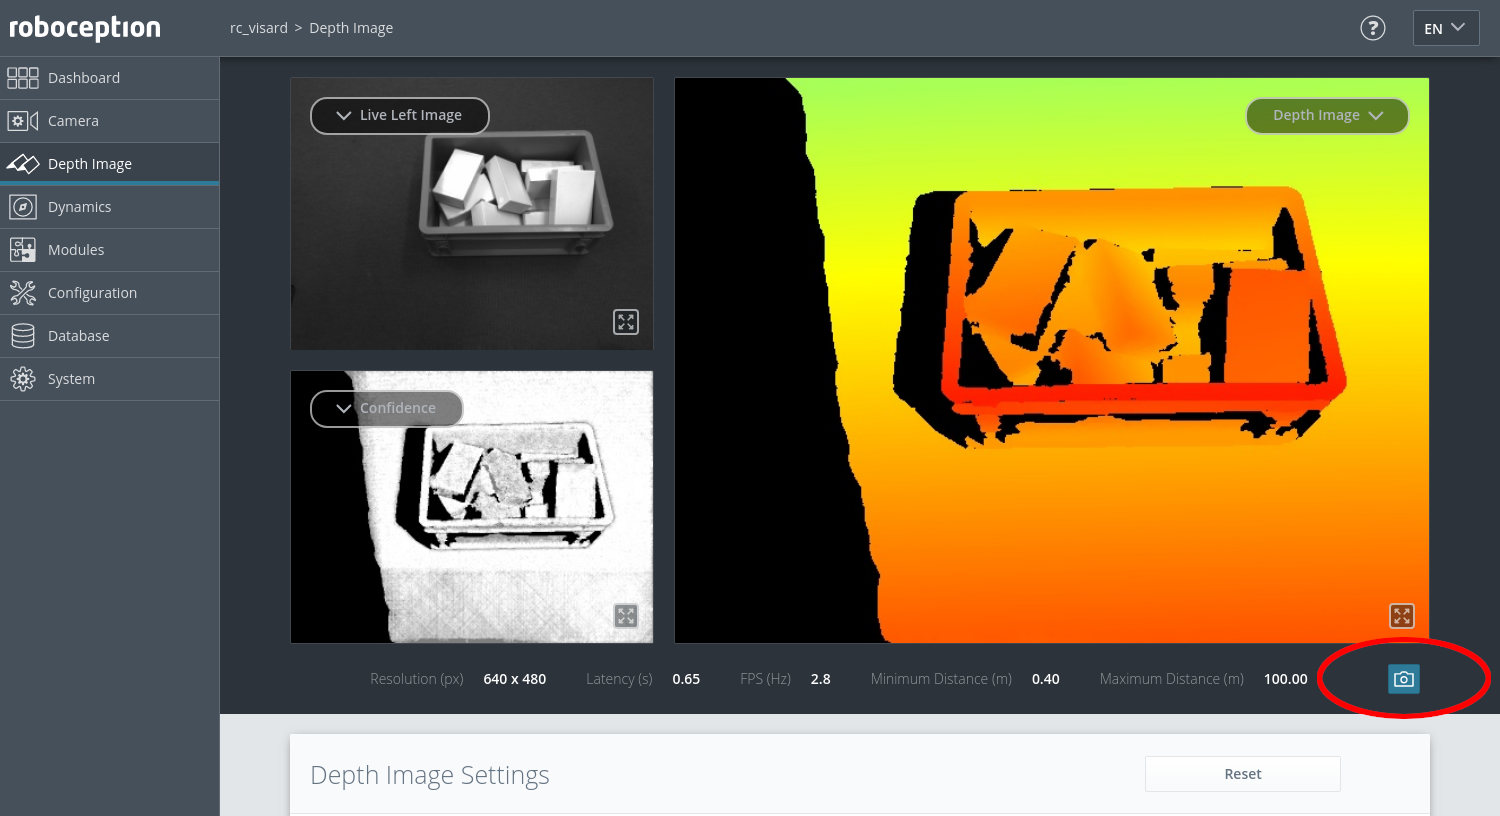 roboception
rc_visard > Depth Image
?
EN
Dashboard
Camera
Depth Image
Dynamics
Modules
Configuration
Database
System
Live Left Image
Depth Image
Confidence
Resolution (px) 640 x 480 Latency (s) 0.65 FPS (Hz) 2.8 Minimum Distance (m) 0.40 Maximum Distance (m) 100.00
Depth Image Settings
Reset